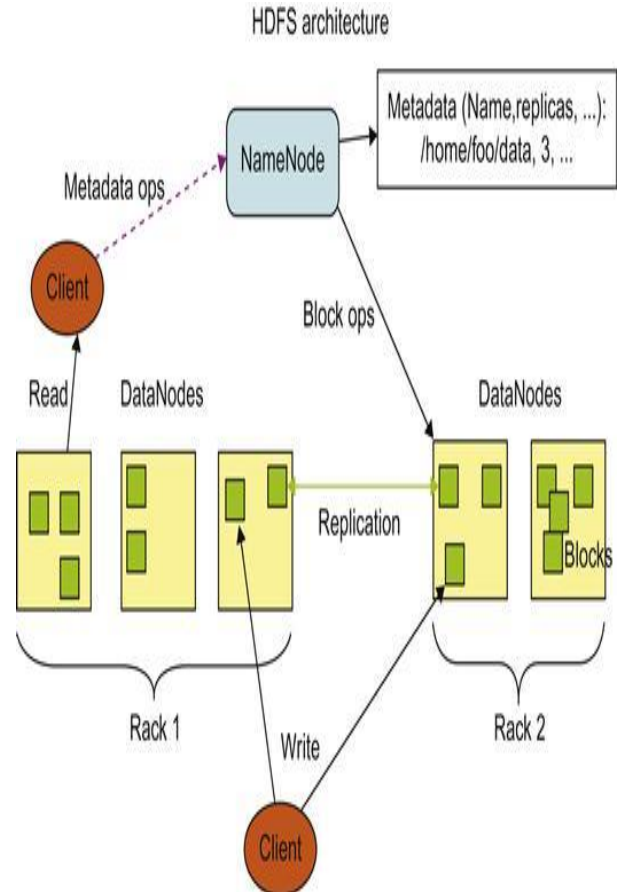 HDFS architecture
Metadata (Name,replicas, ...):
/home/foo/data, 3, ...
NameNode
Metadata ops
Client
Block ops
Read
DataNodes
DataNodes
Replication
Blocks
Rack 1
Rack 2
Write
Client